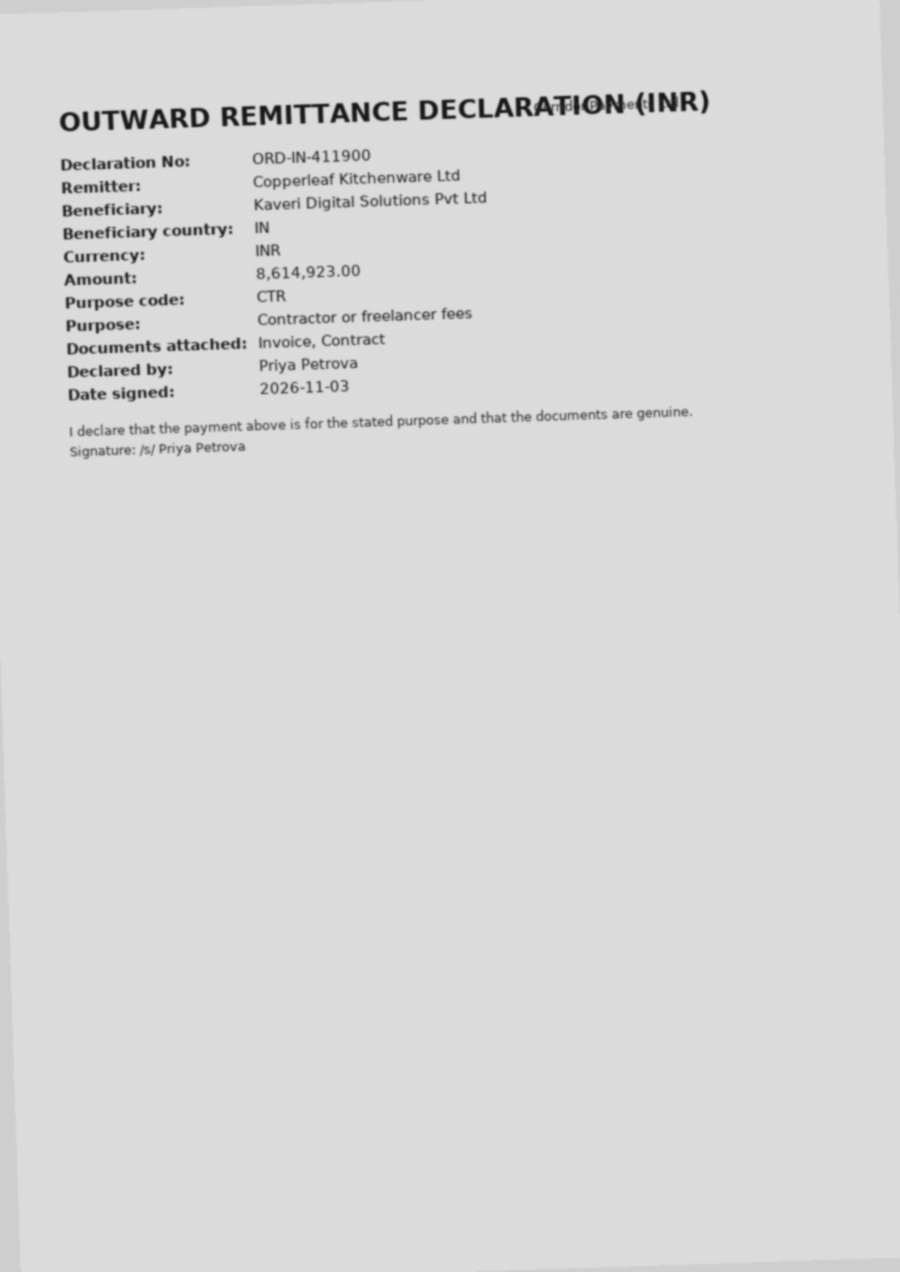 OUTWARD REMITTANCE DECLARATION (INR)
Declaration No: ORD-IN-411900
Remitter: Copperleaf Kitchenware Ltd
Beneficiary: Kaveri Digital Solutions Pvt Ltd
Beneficiary country: IN
Currency: INR
Amount: 8,614,923.00
Purpose code: CTR
Purpose: Contractor or freelancer fees
Documents attached: Invoice, Contract
Declared by: Priya Petrova
Date signed: 2026-11-03
I declare that the payment above is for the stated purpose and that the documents are genuine.
Signature: /s/ Priya Petrova